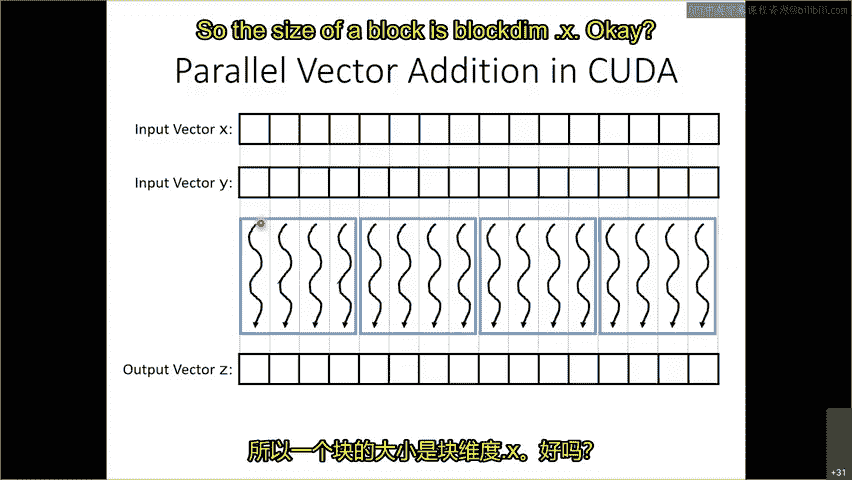 So the size of a block is blockdim .x. Okay?
Parallel Vector Addition in CUDA
Input Vector x:
Input Vector y:
Output Vector z:
所以一个块的大小是块维度.x。好吗?
+31